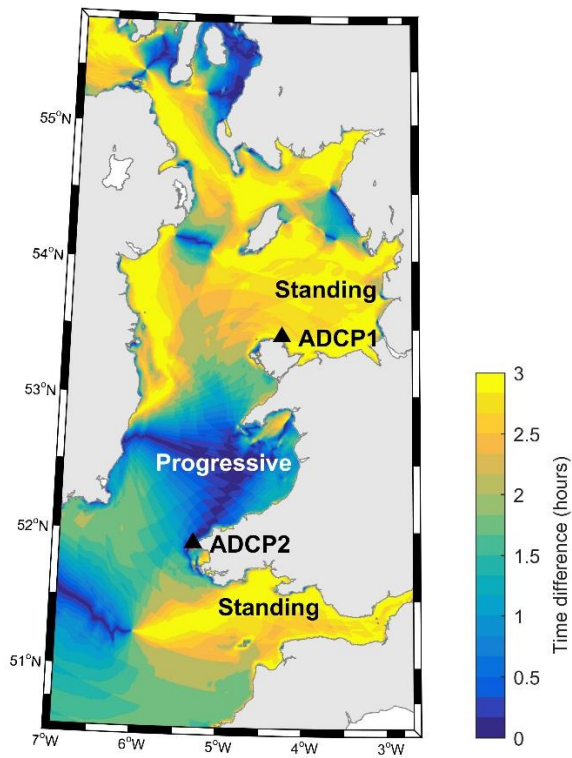 55°N
54°N
Standing
ADCP1
53°N
Progressive
52°N
ADCP2
Standing
51°N
7°W
6°W
5°W
4°W
3°W
3
2.5
2
1.5
1
0.5
0
Time difference (hours)